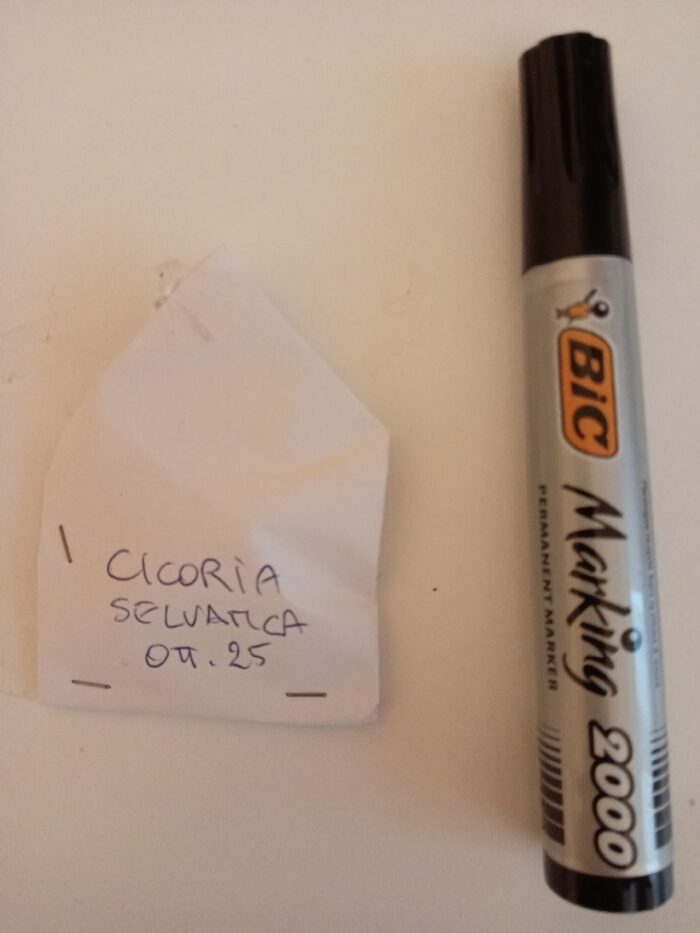 CICORIA
SELVATICA
OTT. 25
BiC
Marking 2000
PERMANENT MARKER